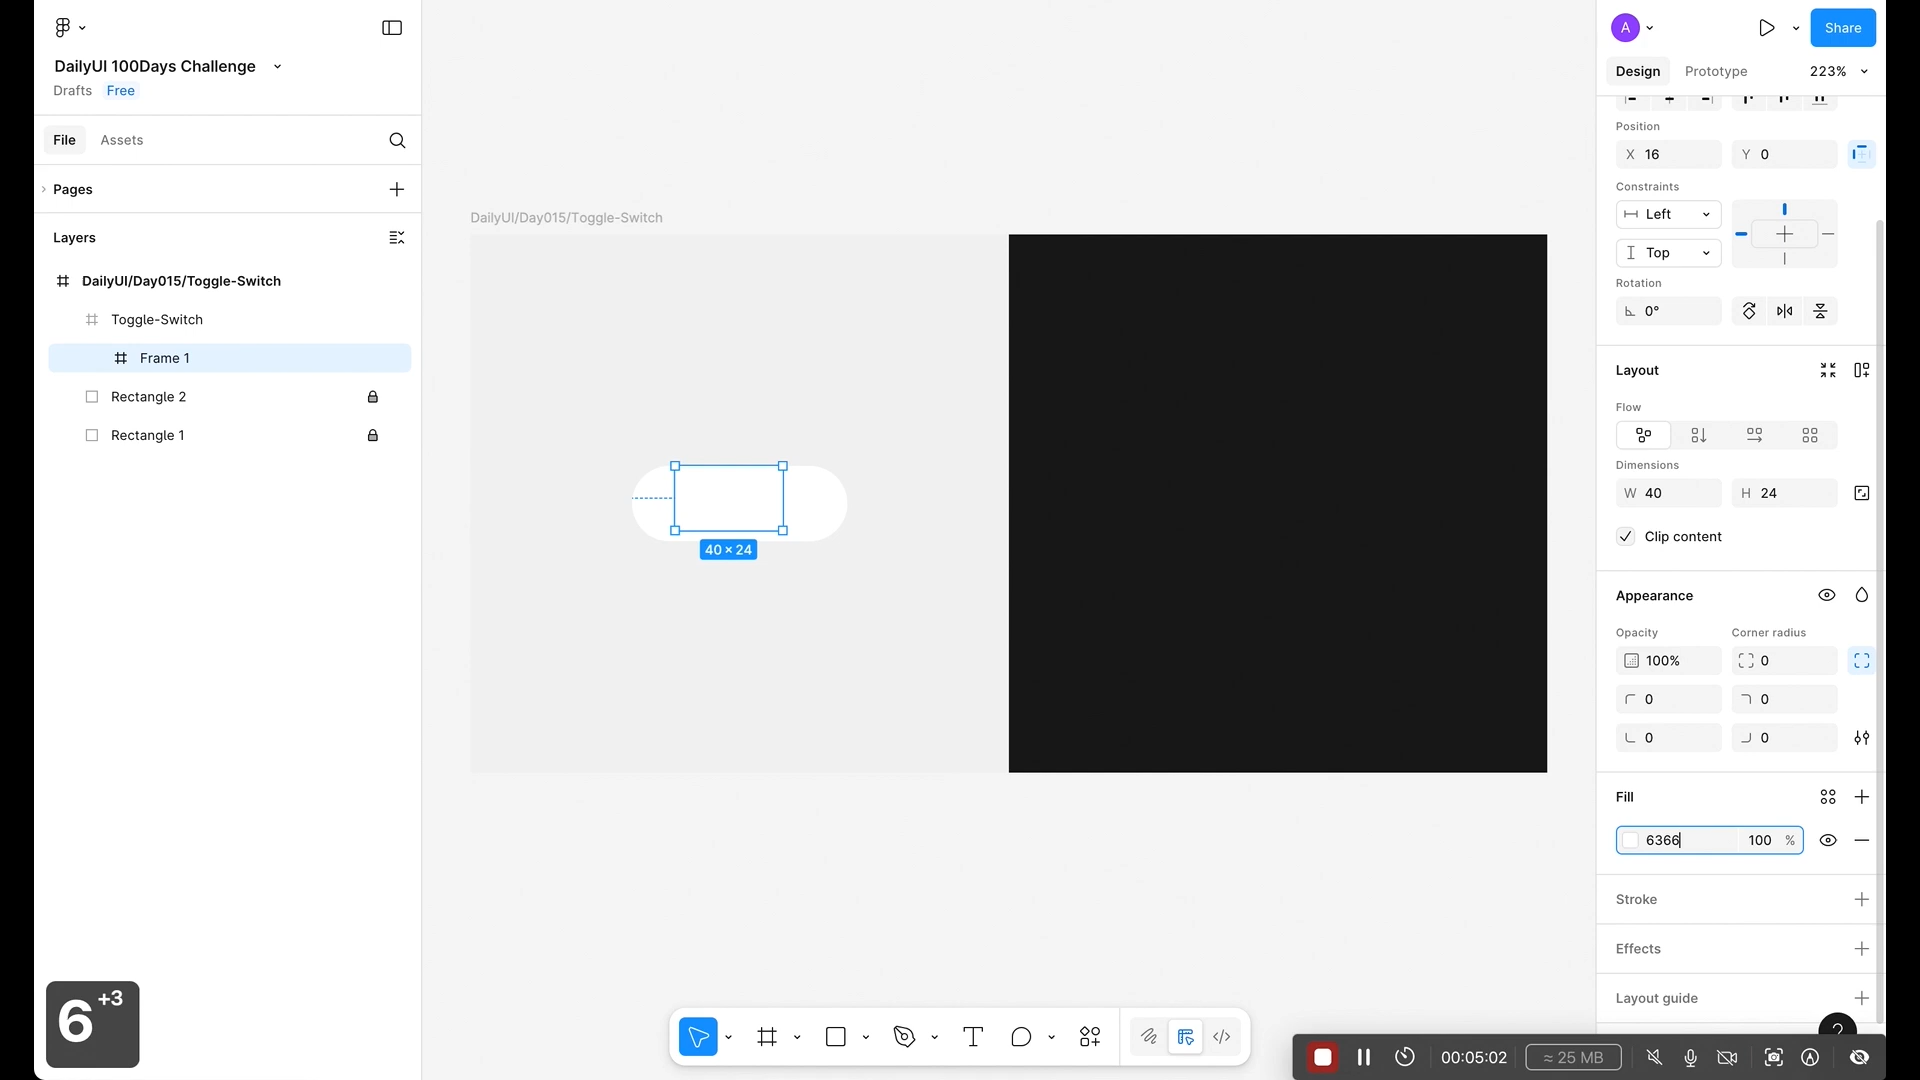 DailyUI 100Days Challenge
Drafts Free
File Assets
Pages
Layers
DailyUI/Day015/Toggle-Switch
Toggle-Switch
Frame 1
Rectangle 2
Rectangle 1
6 +3
DailyUI/Day015/Toggle-Switch
40 × 24
A Share
Design Prototype 223%
Position
X 16 Y 0
Constraints
Left
Top
Rotation
0°
Layout
Flow
Dimensions
W 40 H 24
Clip content
Appearance
Opacity Corner radius
100% 0
0 0
0 0
Fill
6366 100 %
Stroke
Effects
Layout guide
?
00:05:02 ≈ 25 MB